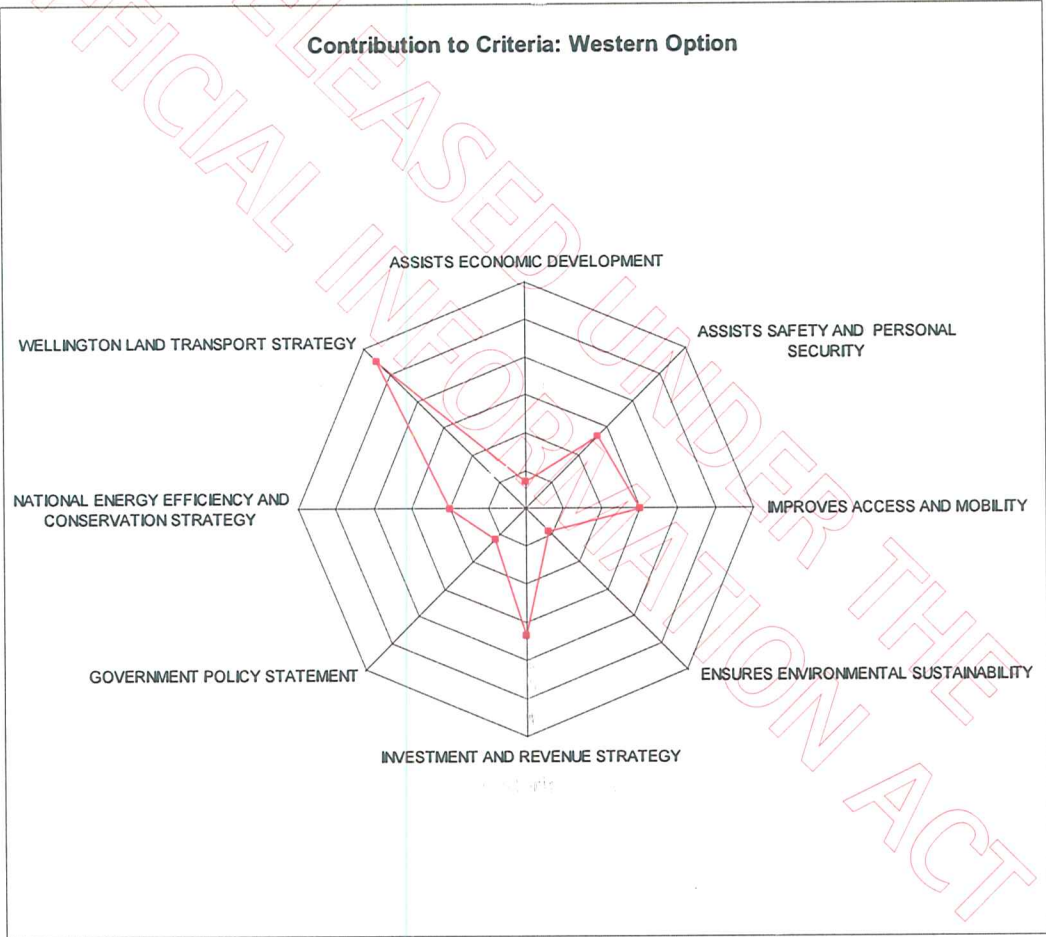 Contribution to Criteria: Western Option
ASSISTS ECONOMIC DEVELOPMENT
ASSISTS SAFETY AND PERSONAL
SECURITY
WELLINGTON LAND TRANSPORT STRATEGY
NATIONAL ENERGY EFFICIENCY AND
CONSERVATION STRATEGY
IMPROVES ACCESS AND MOBILITY
GOVERNMENT POLICY STATEMENT
ENSURES ENVIRONMENTAL SUSTAINABILITY
INVESTMENT AND REVENUE STRATEGY
RELEASED UNDER THE
OFFICIAL INFORMATION ACT